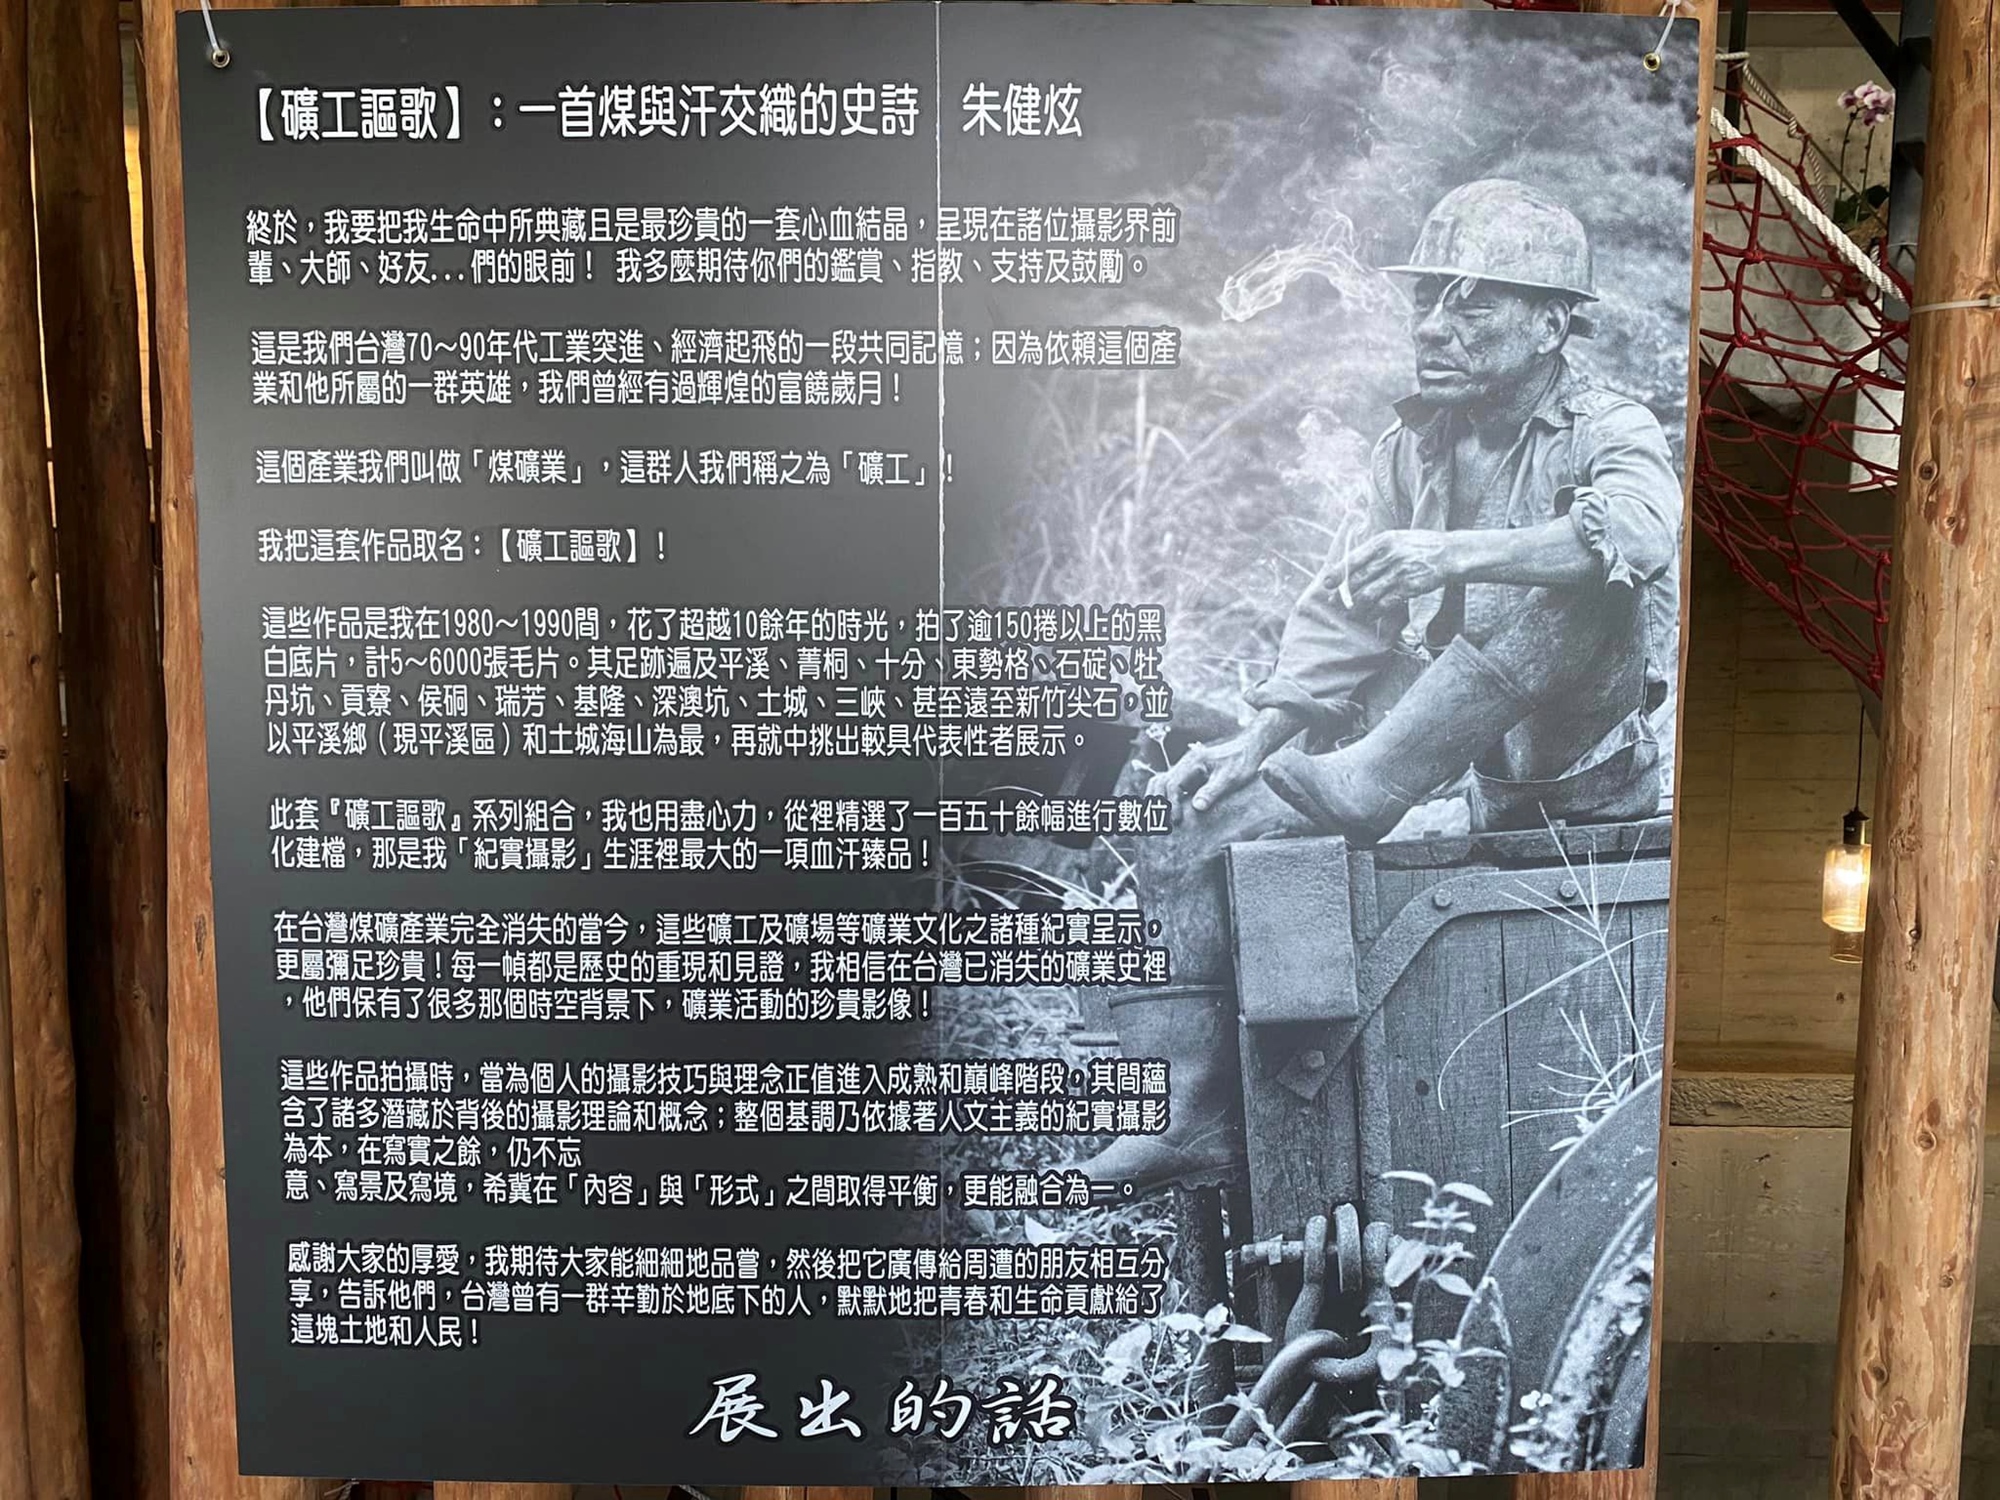 【礦工謳歌】：一首煤與汗交織的史詩　朱健炫
終於，我要把我生命中所典藏且是最珍貴的一套心血結晶，呈現在諸位攝影界前
輩、大師、好友...們的眼前！ 我多麼期待你們的鑑賞、指教、支持及鼓勵。
這是我們台灣70～90年代工業突進、經濟起飛的一段共同記憶；因為依賴這個產
業和他所屬的一群英雄，我們曾經有過輝煌的富饒歲月！
這個產業我們叫做「煤礦業」，這群人我們稱之為「礦工」！
我把這套作品取名：【礦工謳歌】！
這些作品是我在1980～1990間，花了超越10餘年的時光，拍了逾150捲以上的黑
白底片，計5～6000張毛片。其足跡遍及平溪、菁桐、十分、東勢格、石碇、牡
丹坑、貢寮、侯硐、瑞芳、基隆、深澳坑、土城、三峽、甚至遠至新竹尖石，並
以平溪鄉（現平溪區）和土城海山為最，再就中挑出較具代表性者展示。
此套『礦工謳歌』系列組合，我也用盡心力，從裡精選了一百五十餘幅進行數位
化建檔，那是我「紀實攝影」生涯裡最大的一項血汗臻品！
在台灣煤礦產業完全消失的當今，這些礦工及礦場等礦業文化之諸種紀實呈示，
更屬彌足珍貴！每一幀都是歷史的重現和見證，我相信在台灣已消失的礦業史裡
，他們保有了很多那個時空背景下，礦業活動的珍貴影像！
這些作品拍攝時，當為個人的攝影技巧與理念正值進入成熟和巔峰階段，其間蘊
含了諸多潛藏於背後的攝影理論和概念；整個基調乃依據著人文主義的紀實攝影
為本，在寫實之餘，仍不忘
意、寫景及寫境，希冀在「內容」與「形式」之間取得平衡，更能融合為一。
感謝大家的厚愛，我期待大家能細細地品嘗，然後把它廣傳給周遭的朋友相互分
享，告訴他們，台灣曾有一群辛勤於地底下的人，默默地把青春和生命貢獻給了
這塊土地和人民！
展出的話